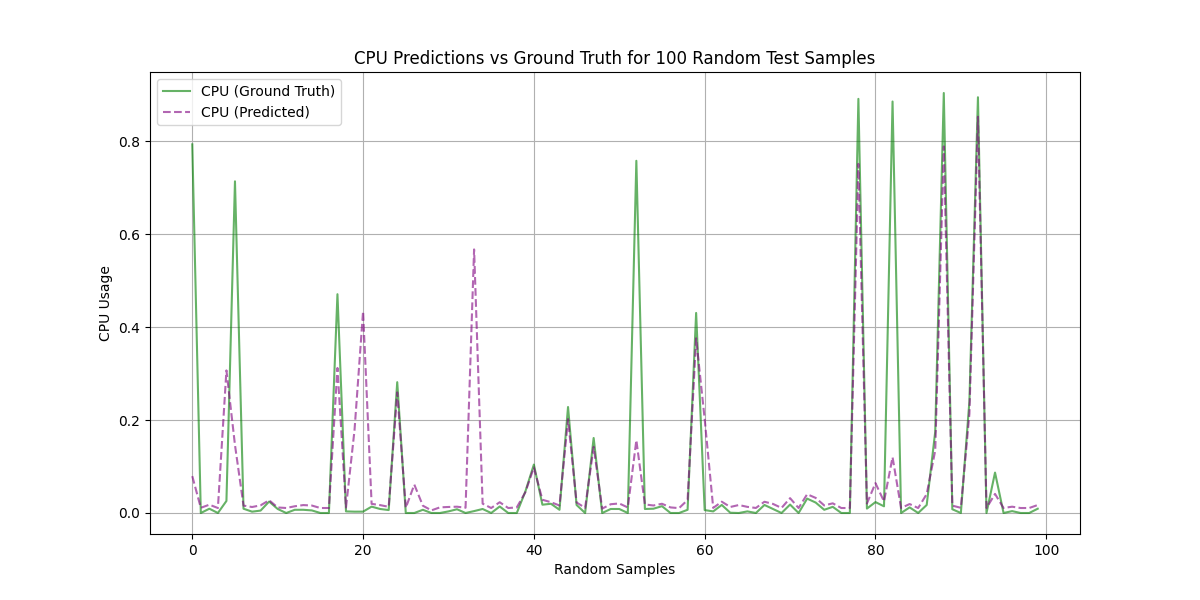 CPU Predictions vs Ground Truth for 100 Random Test Samples
CPU (Ground Truth)
CPU (Predicted)
CPU Usage
0.8
0.6
0.4
0.2
0.0
0 20 40 60 80 100
Random Samples